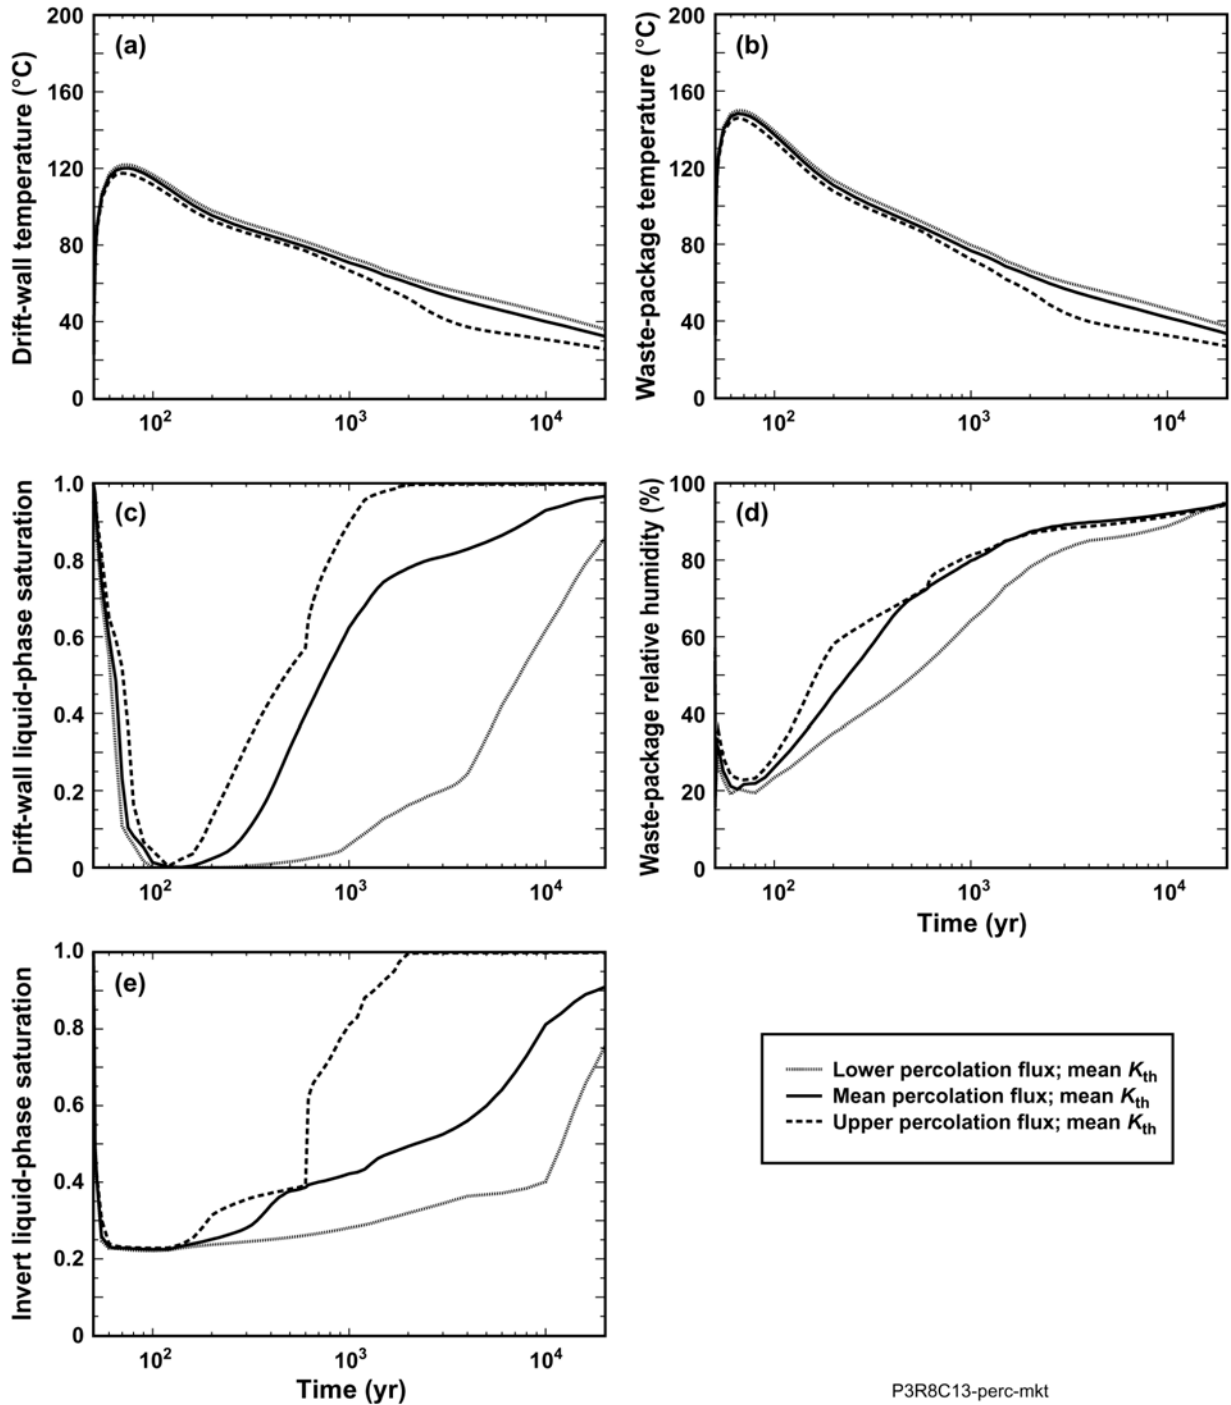 (a)
Drift-wall temperature (°C)
200
160
120
80
40
0
10²
10³
10⁴
(b)
Waste-package temperature (°C)
200
160
120
80
40
0
10²
10³
10⁴
(c)
Drift-wall liquid-phase saturation
1.0
0.8
0.6
0.4
0.2
0
10²
10³
10⁴
(d)
Waste-package relative humidity (%)
100
80
60
40
20
0
10²
10³
10⁴
Time (yr)
(e)
Invert liquid-phase saturation
1.0
0.8
0.6
0.4
0.2
0
10²
10³
10⁴
Time (yr)
Lower percolation flux; mean Kth
Mean percolation flux; mean Kth
Upper percolation flux; mean Kth
P3R8C13-perc-mkt